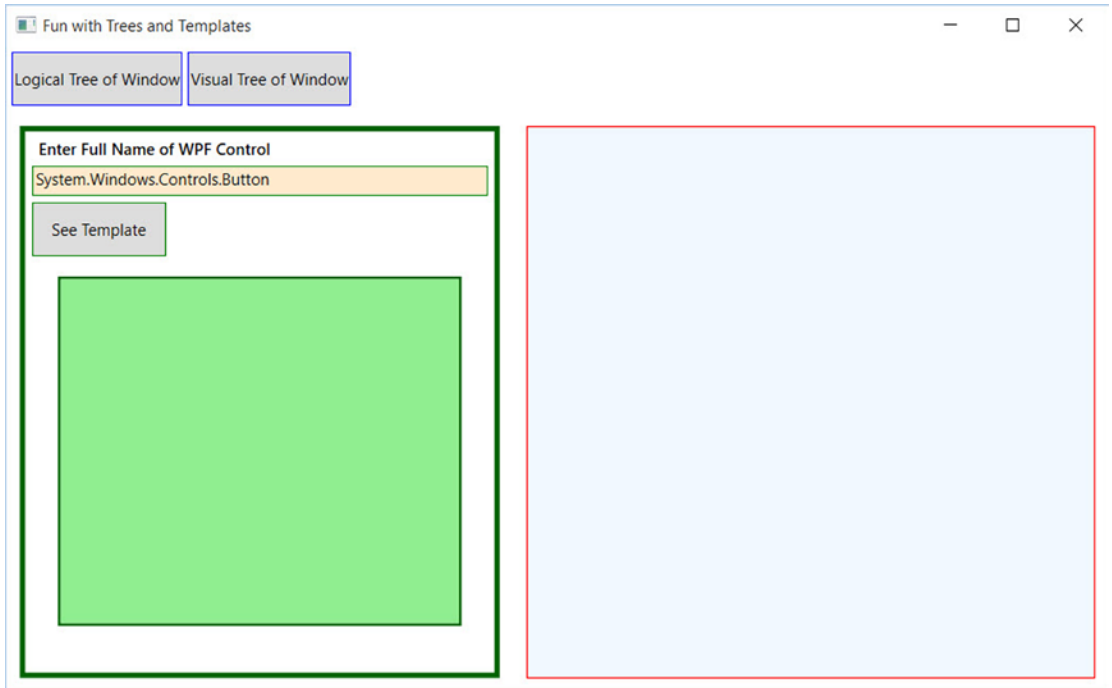 Fun with Trees and Templates
Logical Tree of Window Visual Tree of Window
Enter Full Name of WPF Control
System.Windows.Controls.Button
See Template